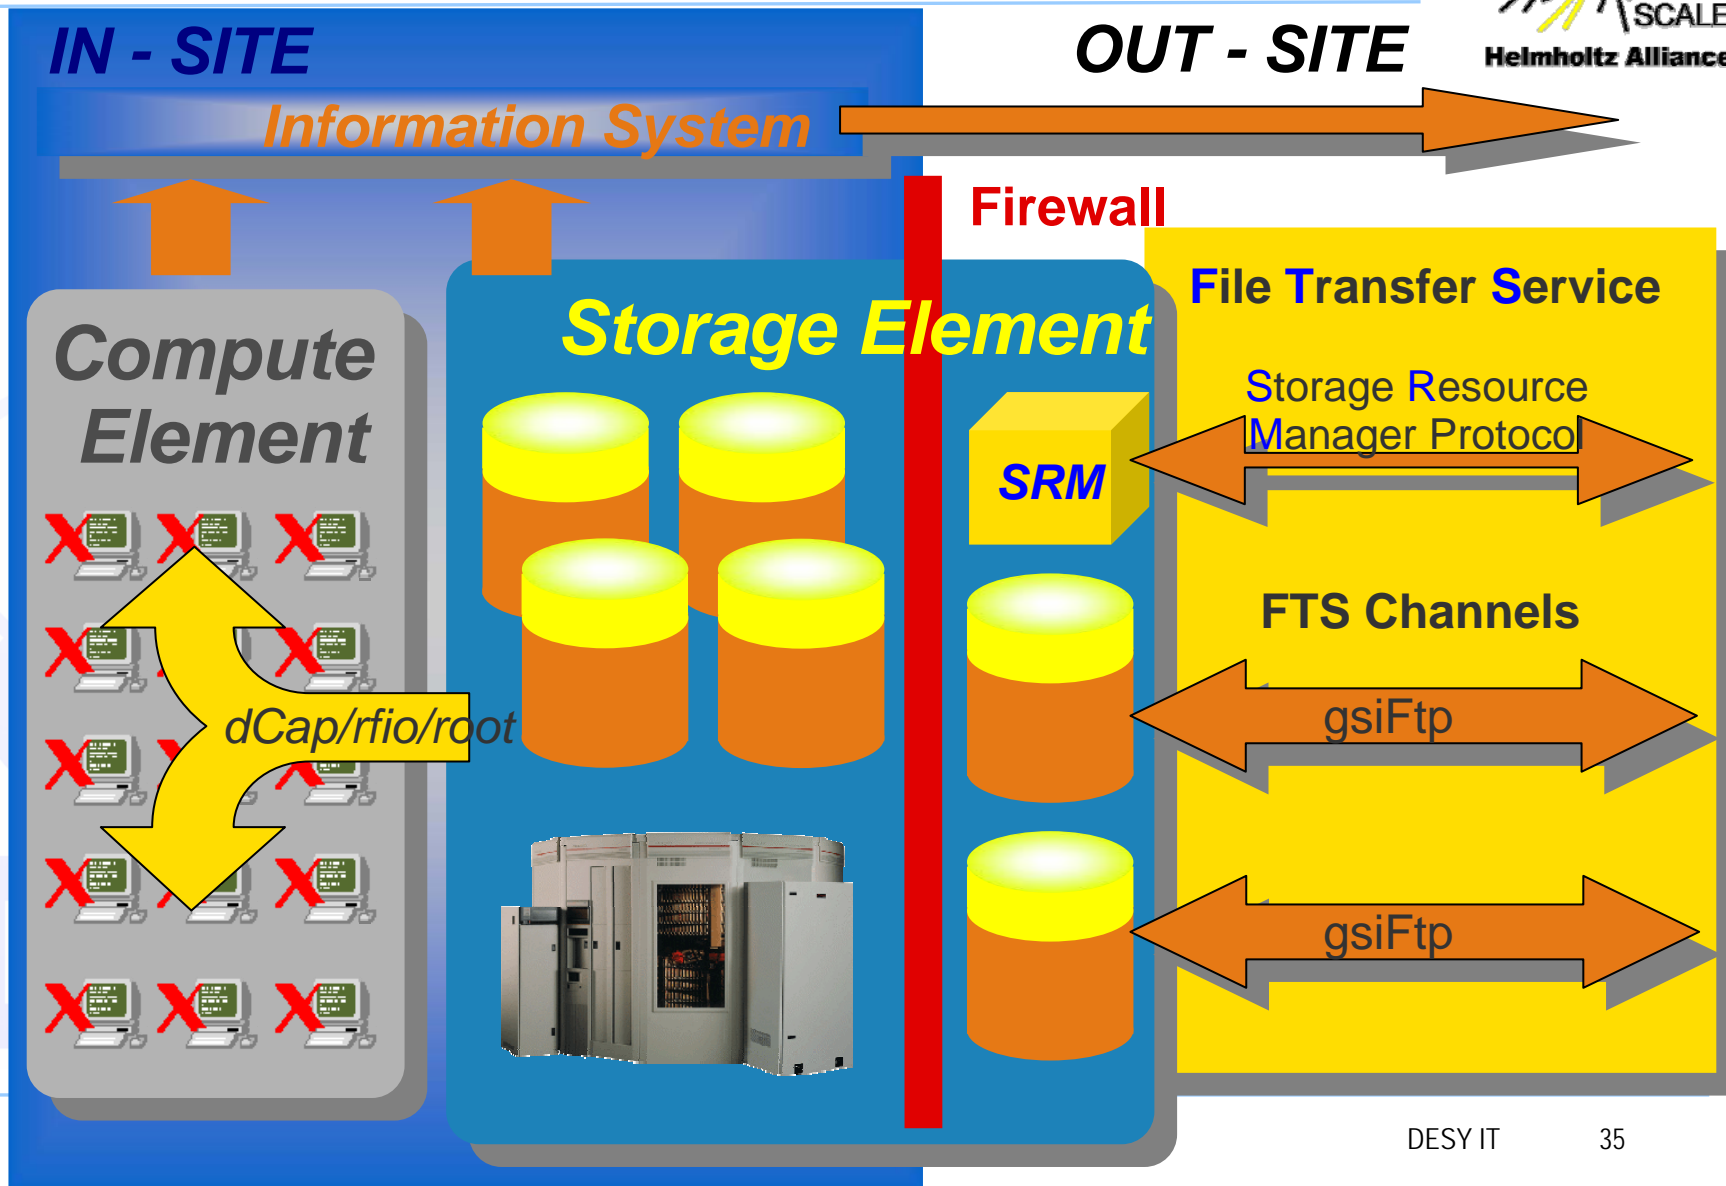 IN - SITE
OUT - SITE
SCALE
Helmholtz Alliance
Information System
Firewall
File Transfer Service
Storage Element
Compute
Element
Storage Resource
Manager Protocol
SRM
FTS Channels
dCap/rfio/root
gsiFtp
gsiFtp
DESY IT
35